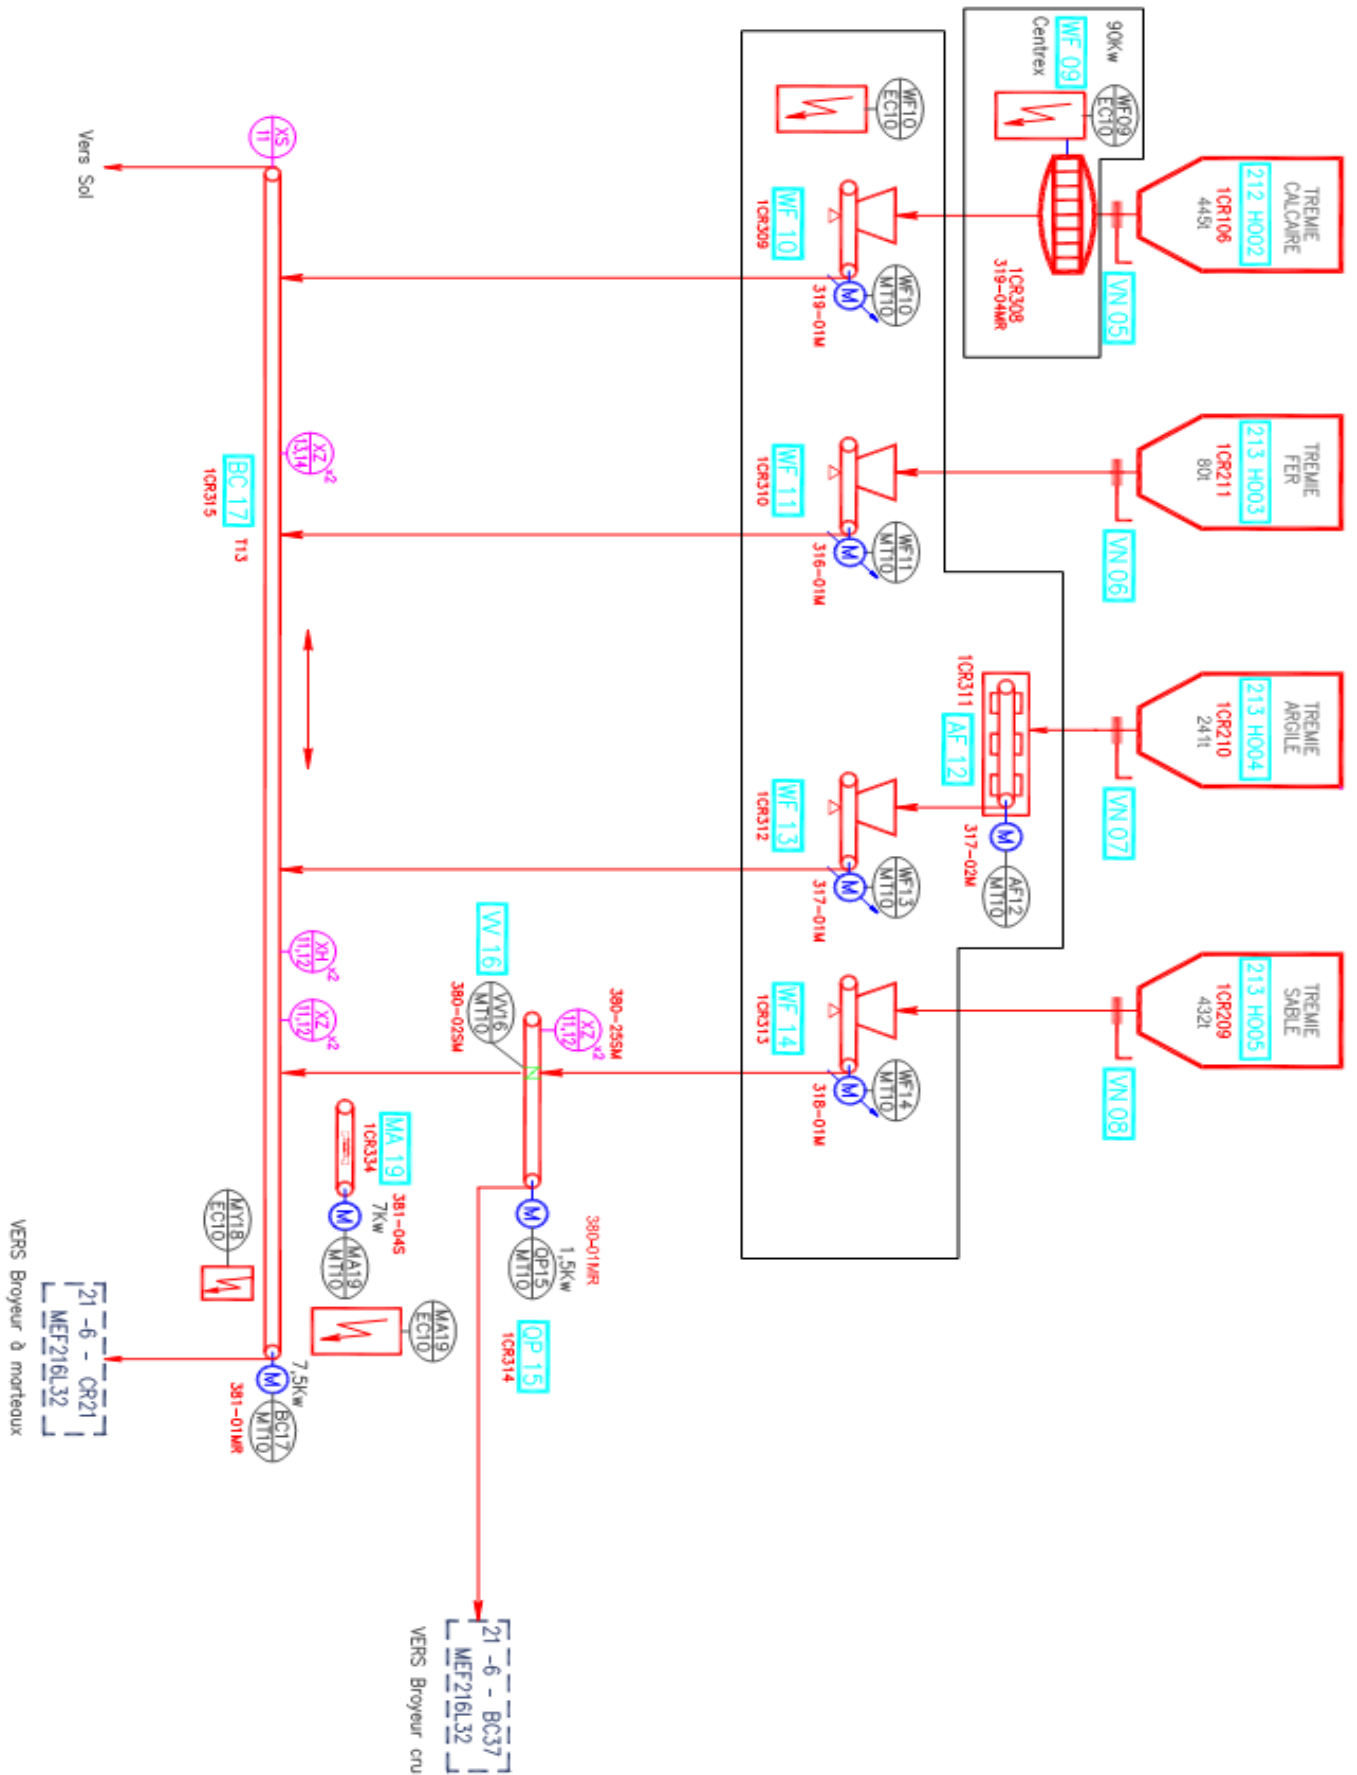 TREMIE
CALCAIRE
212 HO02
1CR106
445t
TREMIE
FER
213 HO03
1CR211
80t
TREMIE
ARGILE
213 HO04
1CR210
241t
TREMIE
SABLE
213 HO05
1CR209
432t
VN 05
VN 06
VN 07
VN 08
90Kw
WF 09
Centrex
WF09
EC10
1CR308
319-04MR
1CR311
AF 12
M
317-02M
AF12
MT10
WF10
EC10
WF 10
1CR309
M
WF10
MT10
319-01M
WF 11
1CR310
M
WF11
MT10
316-01M
WF 13
1CR312
M
WF13
MT10
317-01M
WF 14
1CR313
M
WF14
MT10
318-01M
VV 16
VV16
MT10
380-02SM
380-25SM
XZ
11,12
x2
N
380-01MR
1,5Kw
M
QP15
MT10
QP 15
1CR314
21 -6 - BC37
MEF216L32
VERS Broyeur cru
MA 19
1CR334
381-04S
7Kw
M
MA19
MT10
MA19
EC10
XS
11
XZ
13,14
x2
XH
11,12
x2
XZ
11,12
x2
BC 17
T13
1CR315
MY18
EC10
7,5Kw
M
BC17
MT10
381-01MR
Vers Sol
21 -6 - CR21
MEF216L32
VERS Broyeur à marteaux